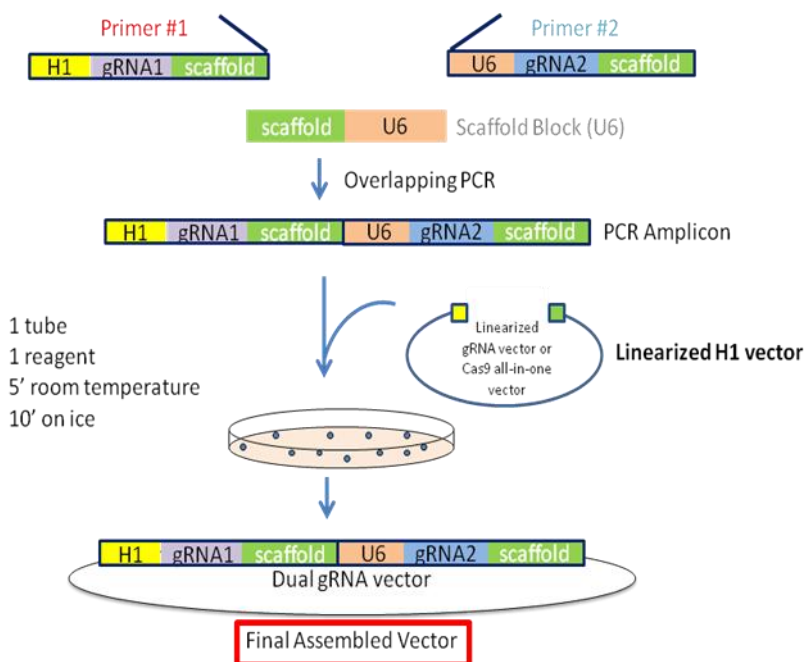 Primer #1
Primer #2
H1 gRNA1 scaffold
U6 gRNA2 scaffold
scaffold U6 Scaffold Block (U6)
Overlapping PCR
H1 gRNA1 scaffold U6 gRNA2 scaffold PCR Amplicon
1 tube
1 reagent
5’ room temperature
10’ on ice
Linearized
gRNA vector or
Cas9 all-in-one
vector
Linearized H1 vector
H1 gRNA1 scaffold U6 gRNA2 scaffold
Dual gRNA vector
Final Assembled Vector